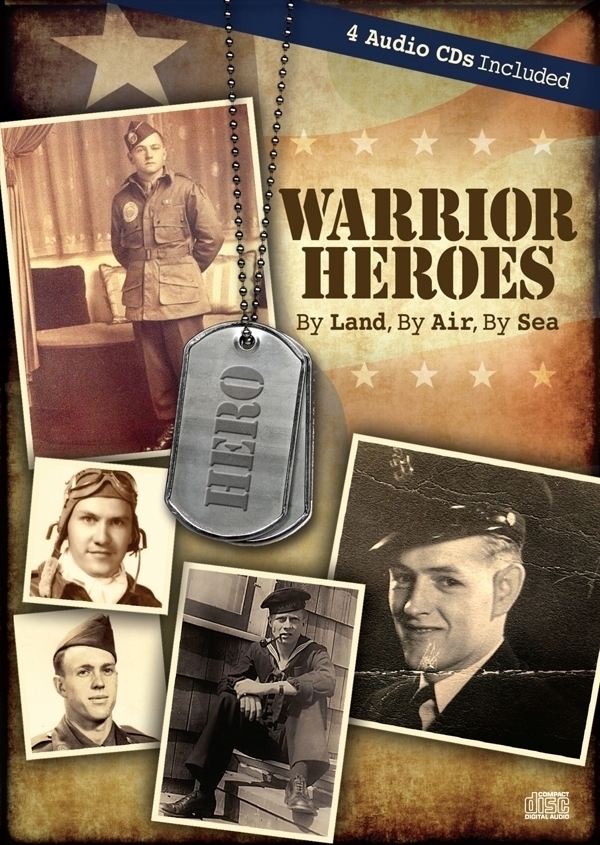 4 Audio CDs Included
WARRIOR
HEROES
By Land, By Air, By Sea
HERO
COMPACT
disc
DIGITAL AUDIO